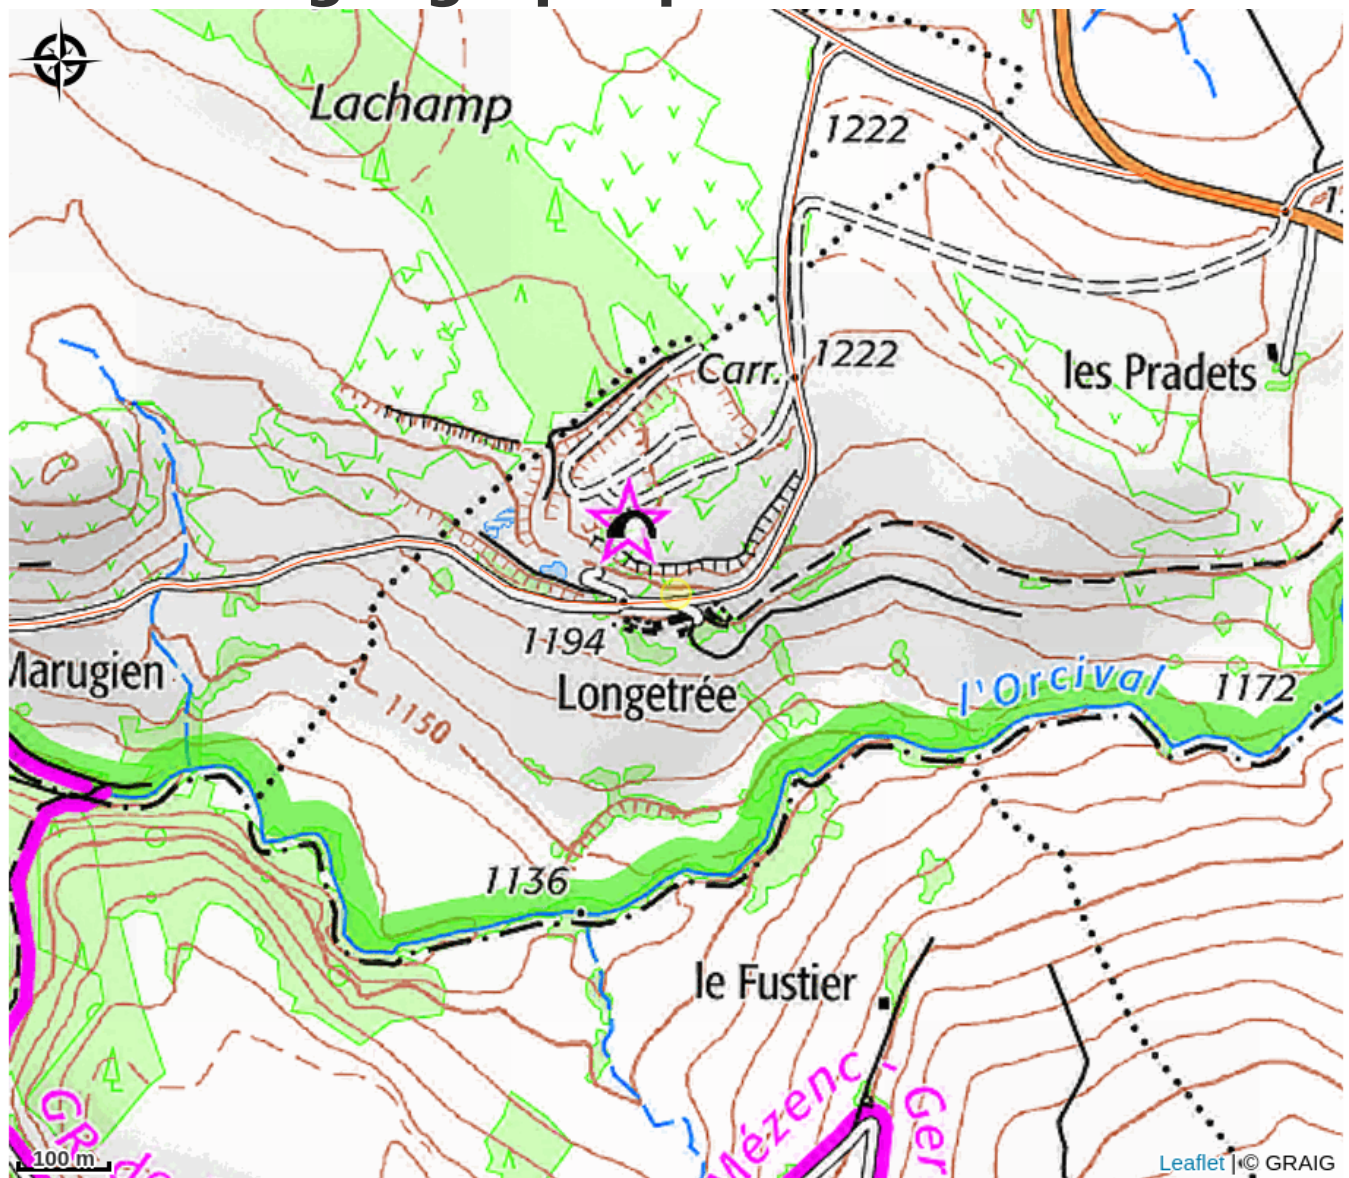 Lachamp
1222
1222
Carr.
les Pradets
1194
Longetrée
Marugien
l'Orcival
1172
1150
1136
le Fustier
Mézenc - Ger
GR de
100 m
Leaflet | © GRAIG